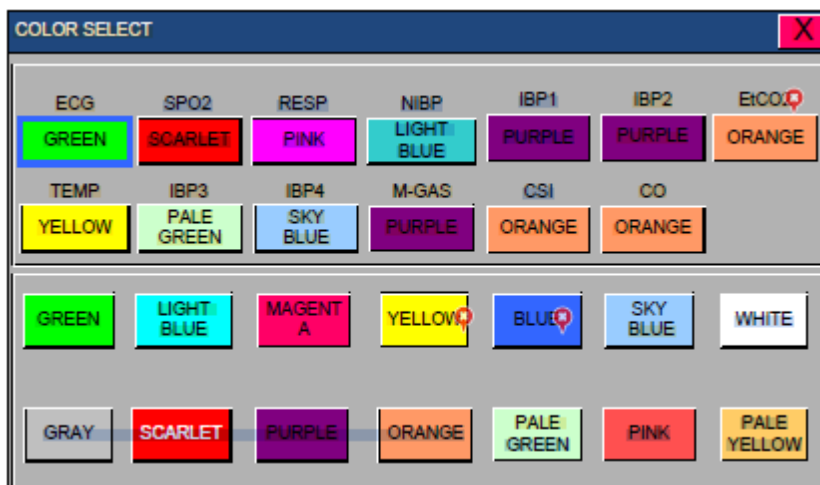 COLOR SELECT
X
ECG SPO2 RESP NIBP IBP1 IBP2 EtCO2
GREEN SCARLET PINK LIGHT BLUE PURPLE PURPLE ORANGE
TEMP IBP3 IBP4 M-GAS CSI CO
YELLOW PALE GREEN SKY BLUE PURPLE ORANGE ORANGE
GREEN LIGHT BLUE MAGENT A YELLOW BLUE SKY BLUE WHITE
GRAY SCARLET PURPLE ORANGE PALE GREEN PINK PALE YELLOW